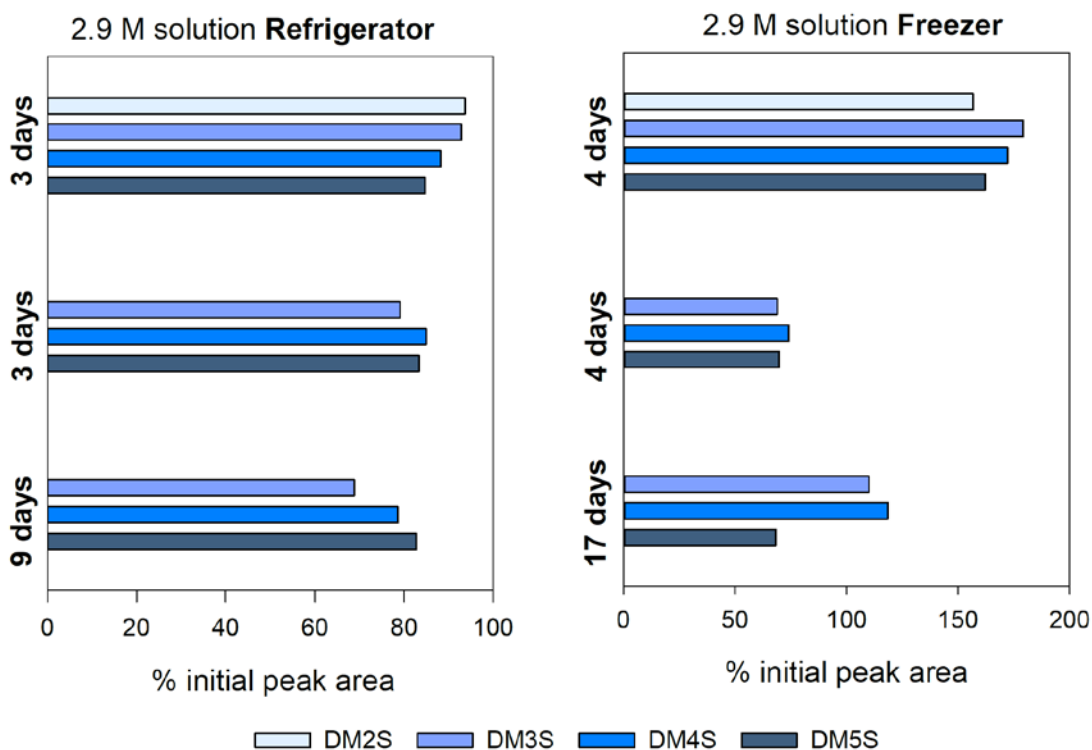 2.9 M solution Refrigerator
3 days
3 days
9 days
0 20 40 60 80 100
% initial peak area
2.9 M solution Freezer
4 days
4 days
17 days
0 50 100 150 200
% initial peak area
DM2S DM3S DM4S DM5S